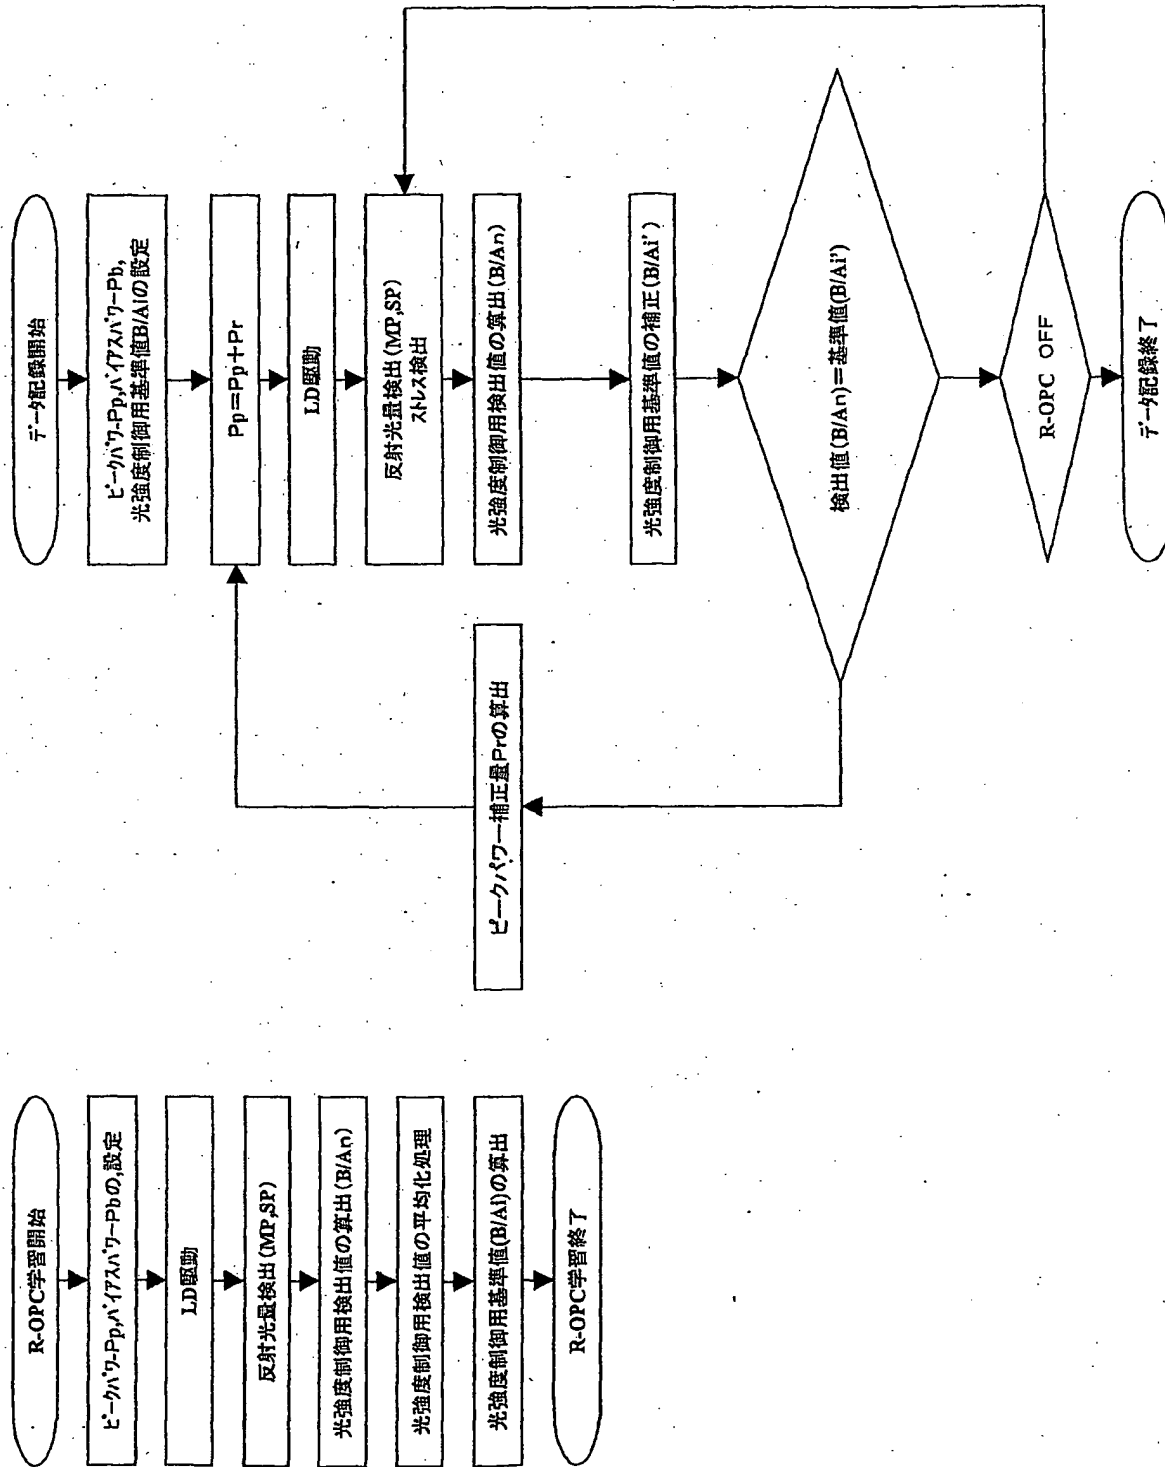 R-OPC学習開始
ピークパワーPp,バイアスパワーPbの,設定
LD駆動
反射光量検出(MP,SP)
光強度制御用検出値の算出(B/An)
光強度制御用検出値の平均化処理
光強度制御用基準値(B/Ai)の算出
R-OPC学習終了
データ記録開始
ピークパワーPp,バイアスパワーPb,
光強度制御用基準値B/Aiの設定
Pp=Pp+Pr
LD駆動
反射光量検出(MP,SP)
ストレス検出
光強度制御用検出値の算出(B/An)
光強度制御用基準値の補正(B/Ai')
検出値(B/An)=基準値(B/Ai')
ピークパワー補正量Prの算出
R-OPC OFF
データ記録終了